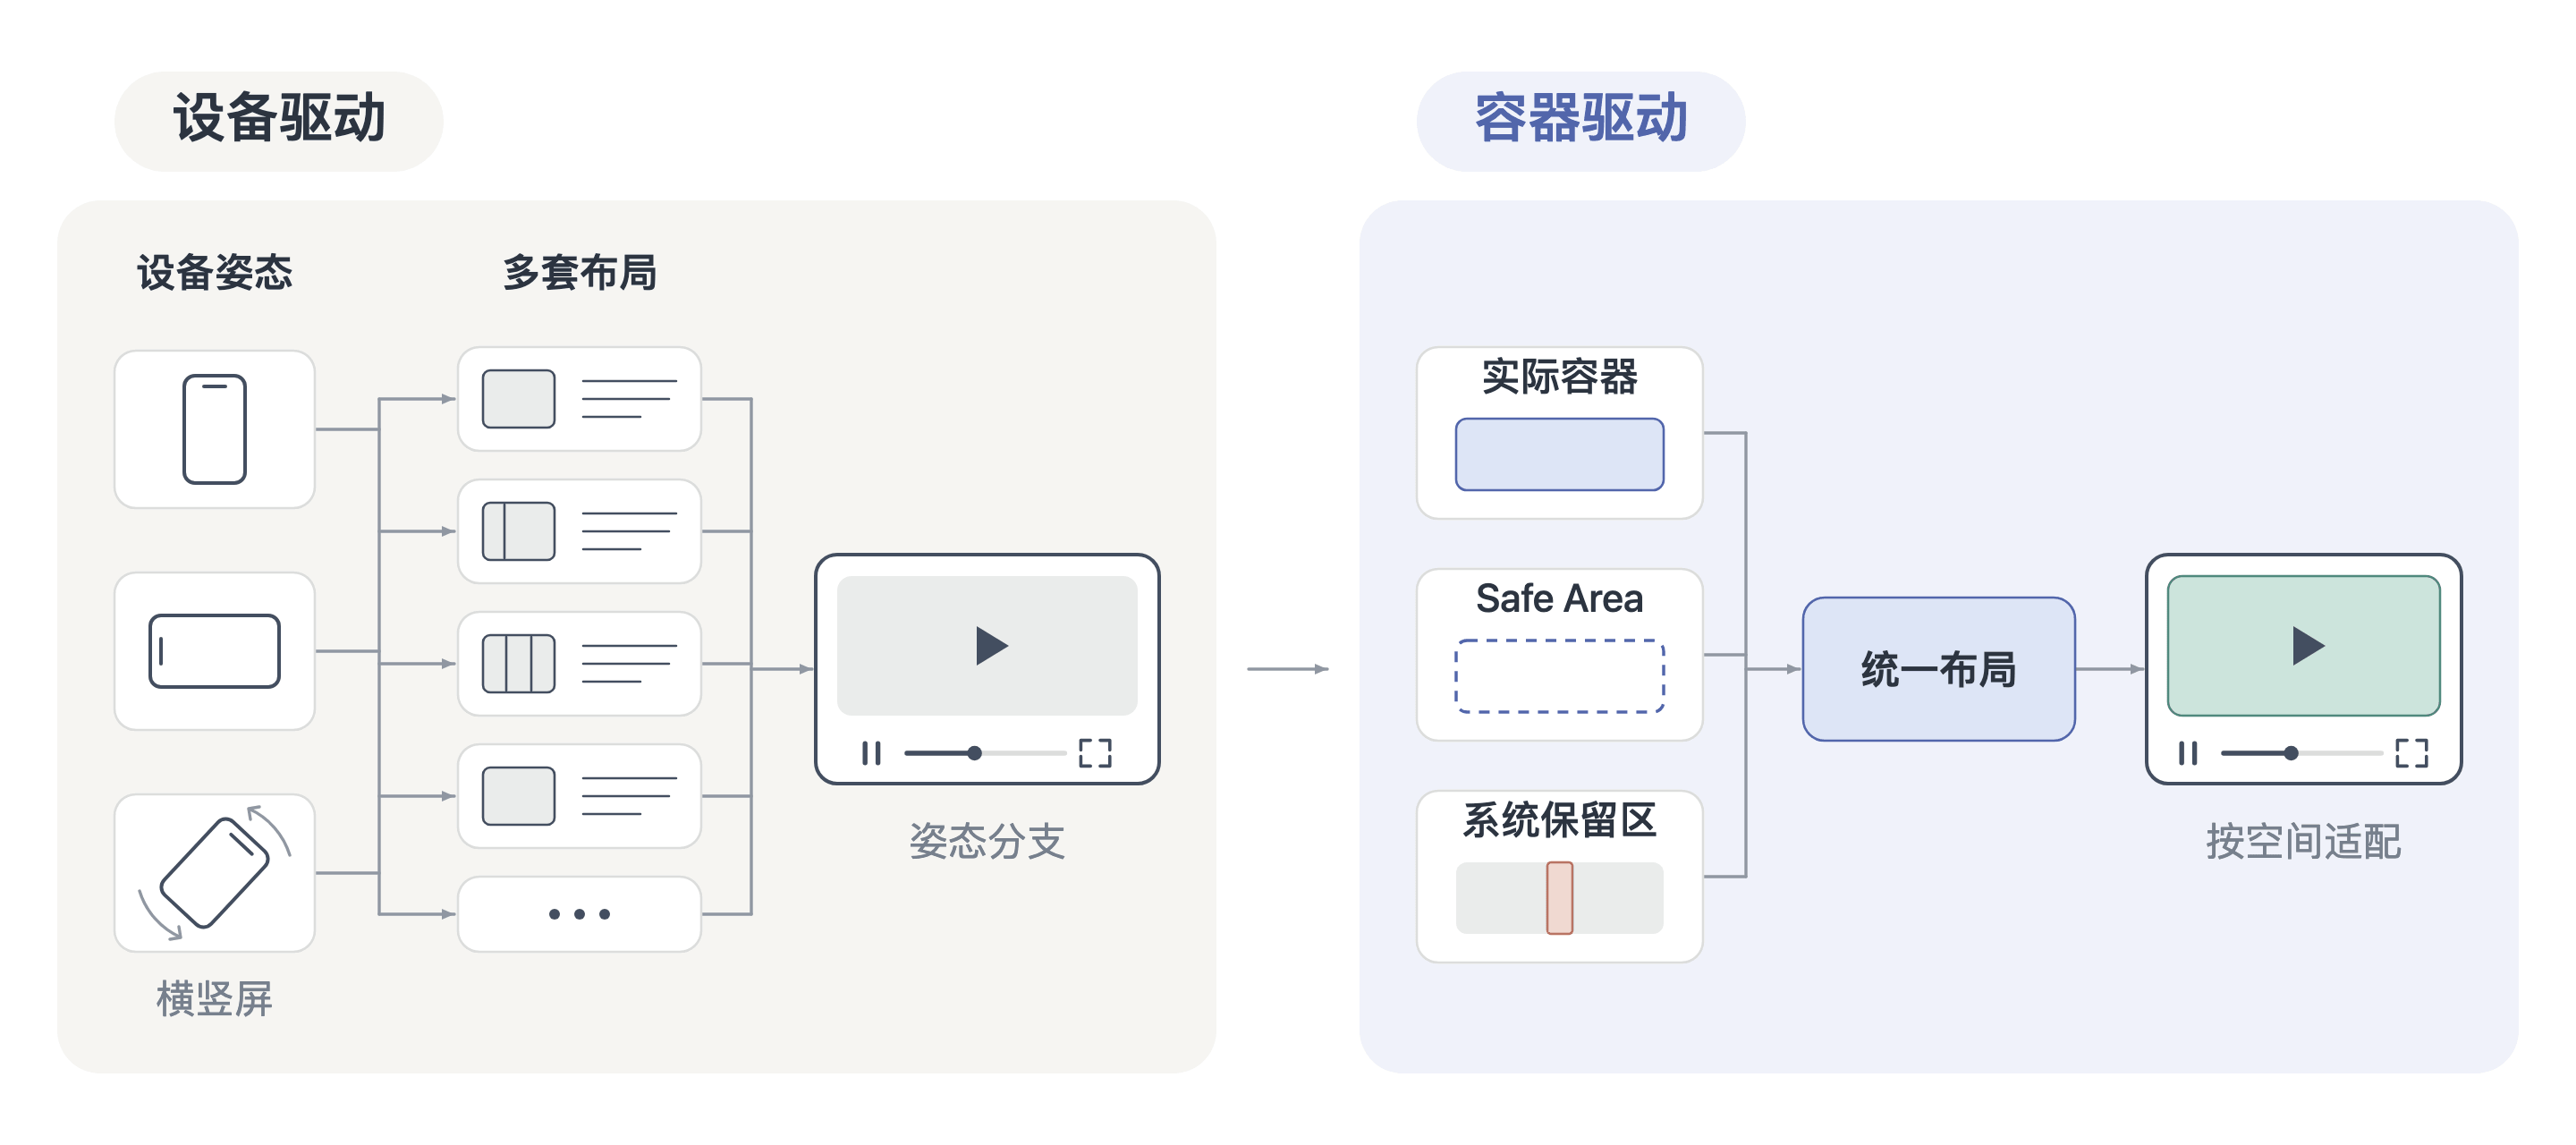 设备驱动
设备姿态
多套布局
横竖屏
姿态分支
容器驱动
实际容器
Safe Area
系统保留区
统一布局
按空间适配